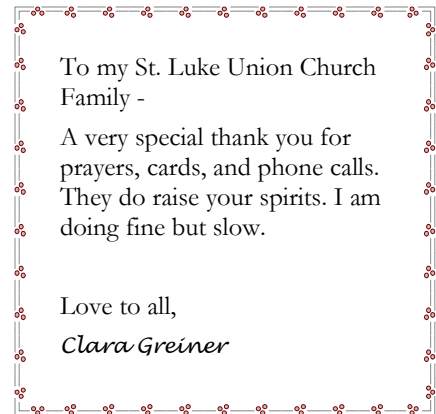 To my St. Luke Union Church
Family -
A very special thank you for
prayers, cards, and phone calls.
They do raise your spirits. I am
doing fine but slow.
Love to all,
Clara Greiner